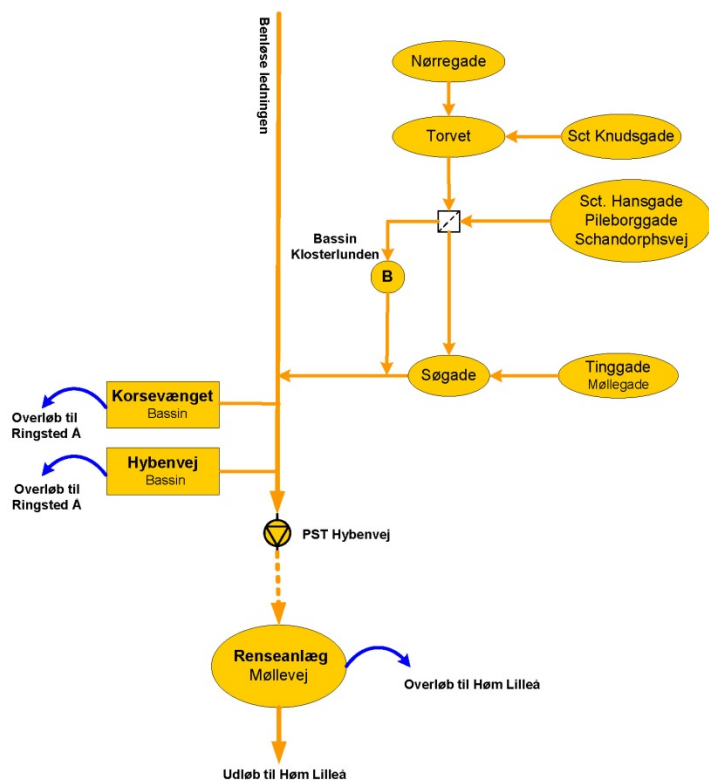 Benløse ledningen
Nørregade
Torvet
Sct Knudsgade
Sct. Hansgade
Pileborggade
Schandorphsvej
Bassin
Klosterlunden
B
Søgade
Tinggade
Møllegade
Korsevænget
Bassin
Overløb til
Ringsted Å
Hybenvej
Bassin
Overløb til
Ringsted Å
PST Hybenvej
Renseanlæg
Møllevej
Overløb til Høm Lilleå
Udløb til Høm Lilleå